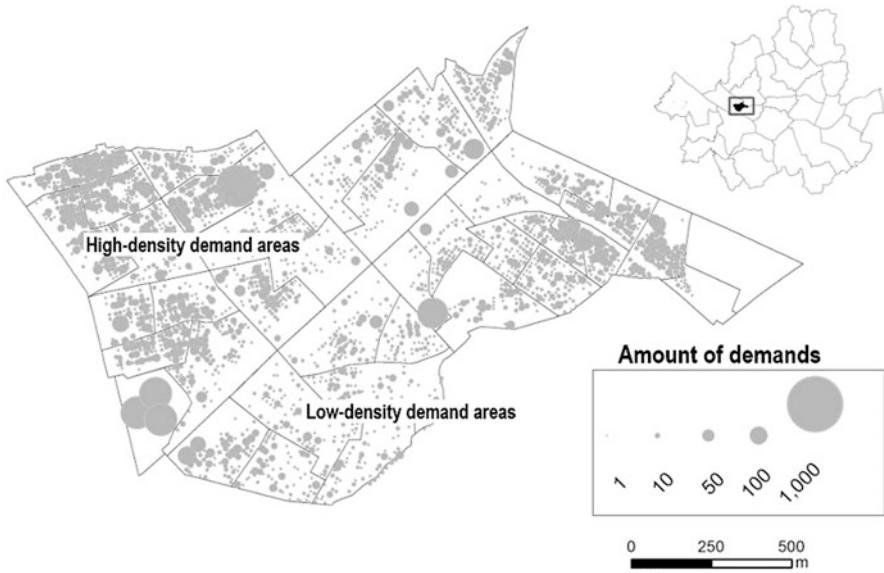 High-density demand areas
Low-density demand areas
Amount of demands
1 10 50 100 1,000
0 250 500
m